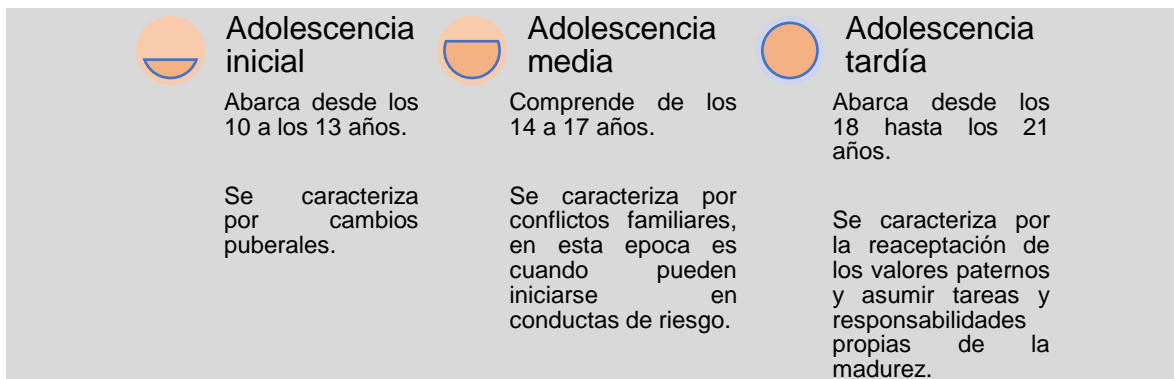 Adolescencia
inicial
Abarca desde los
10 a los 13 años.
Se caracteriza
por cambios
puberales.
Adolescencia
media
Comprende de los
14 a 17 años.
Se caracteriza por
conflictos familiares,
en esta epoca es
cuando pueden
iniciarse en
conductas de riesgo.
Adolescencia
tardía
Abarca desde los
18 hasta los 21
años.
Se caracteriza por
la reaceptación de
los valores paternos
y asumir tareas y
responsabilidades
propias de la
madurez.